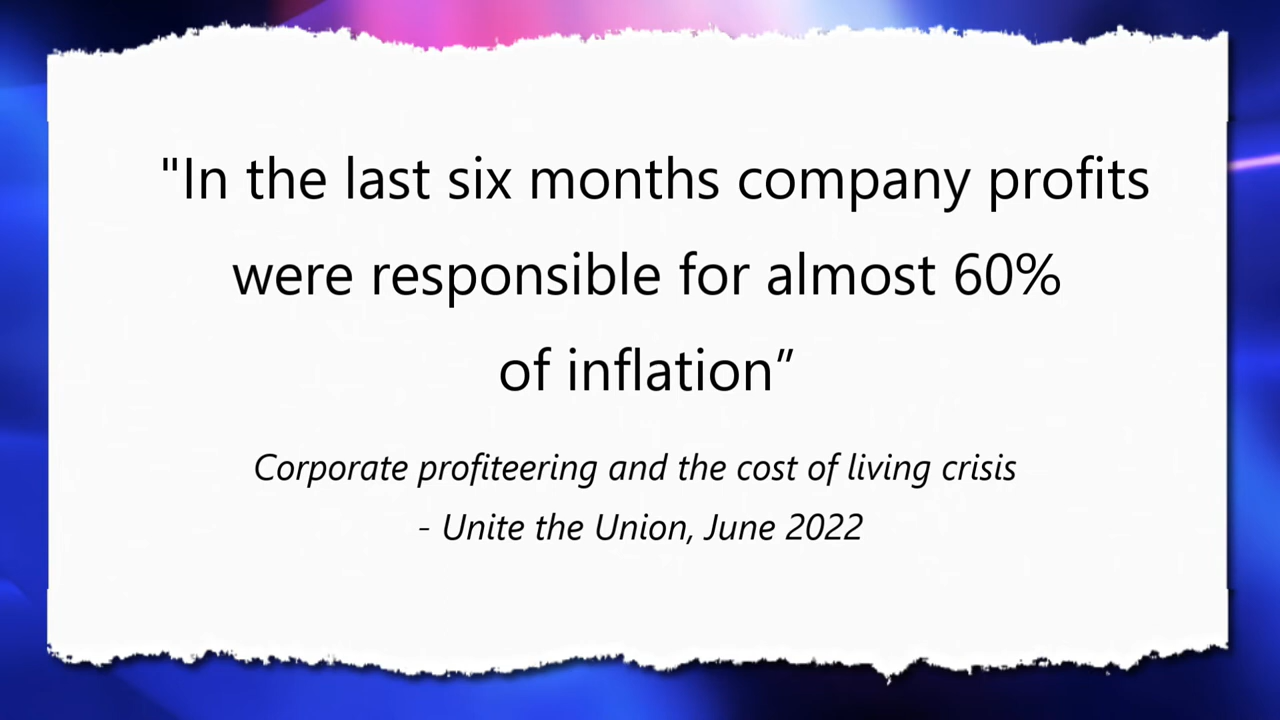 "In the last six months company profits
were responsible for almost 60%
of inflation”
Corporate profiteering and the cost of living crisis
- Unite the Union, June 2022